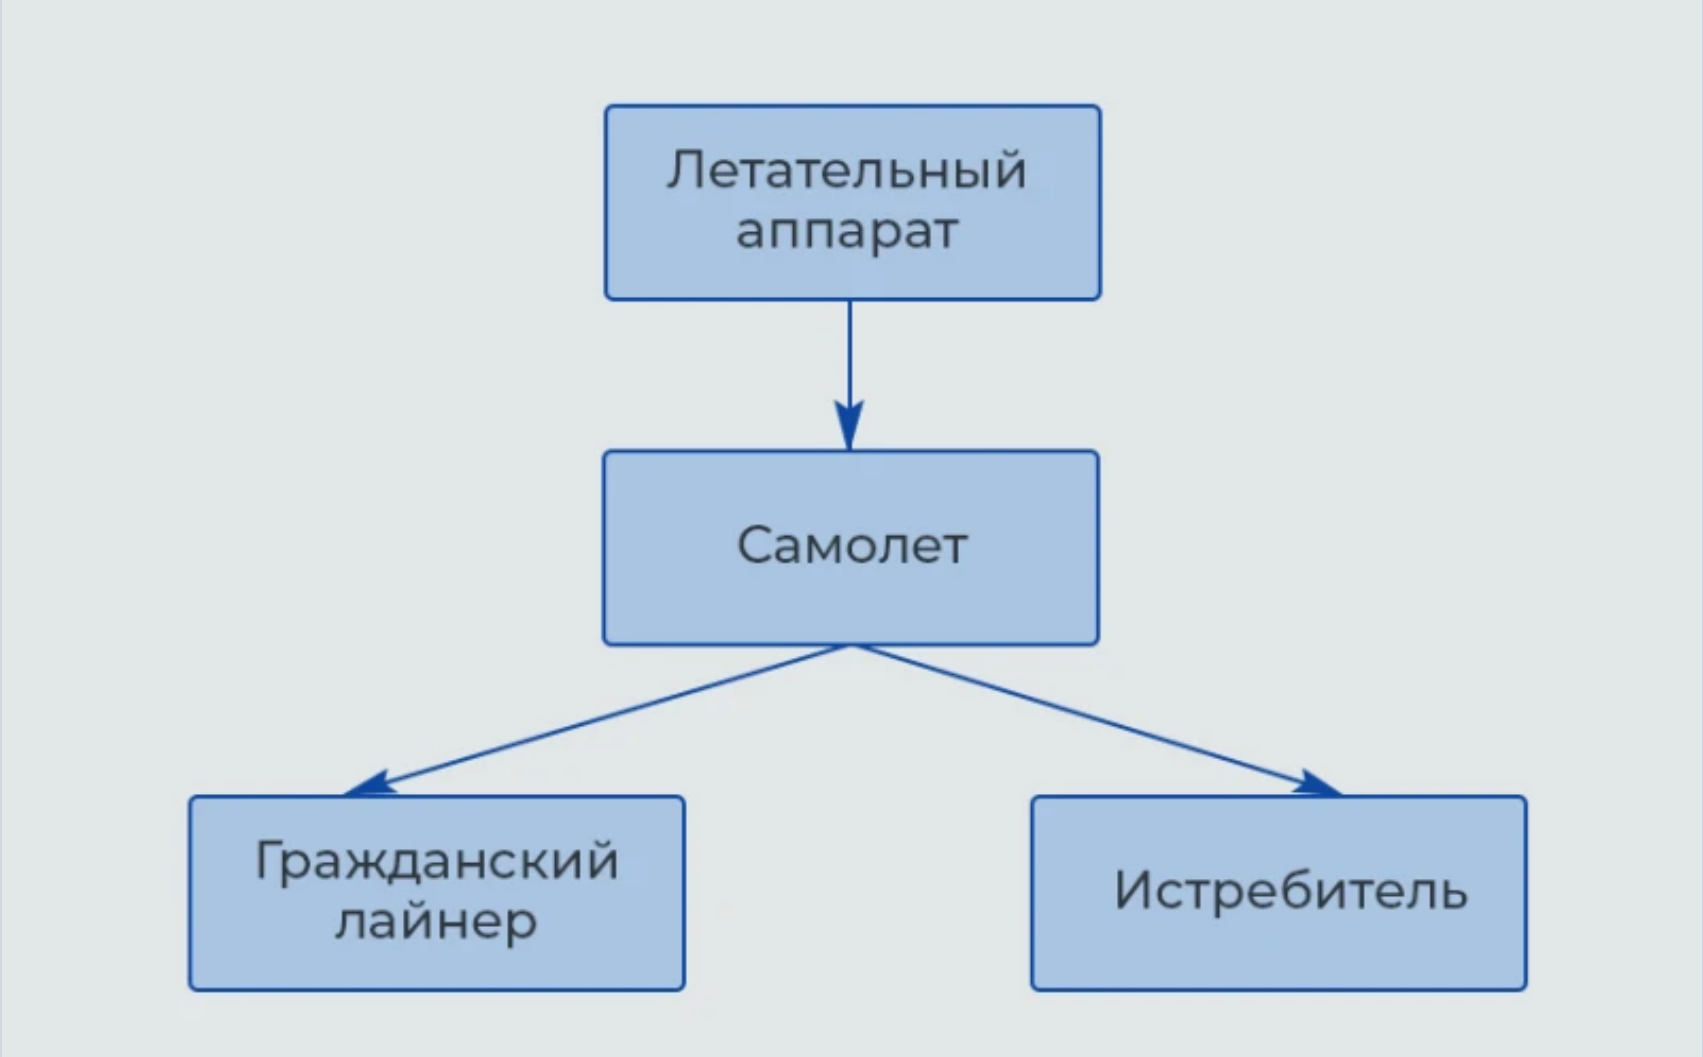 Летательный
аппарат
Самолет
Гражданский
лайнер
Истребитель